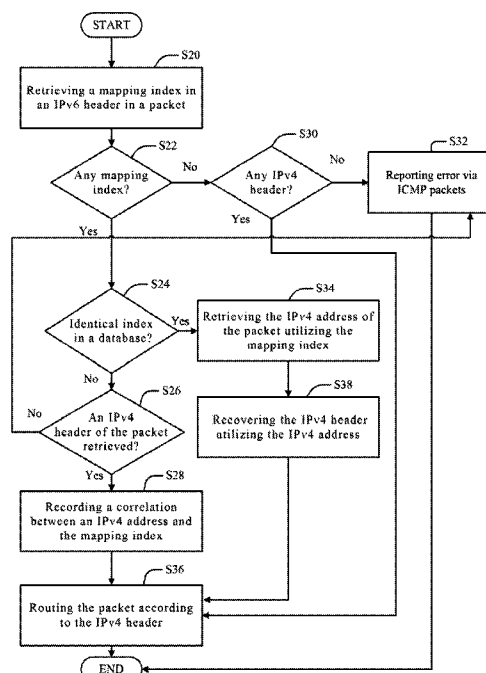 START
S20
Retrieving a mapping index in
an IPv6 header in a packet
S22
Any mapping
index?
No
Yes
S30
Any IPv4
header?
No
Yes
S32
Reporting error via
ICMP packets
S24
Identical index
in a database?
Yes
No
S34
Retrieving the IPv4 address of
the packet utilizing the
mapping index
S26
An IPv4
header of the packet
retrieved?
No
Yes
S38
Recovering the IPv4 header
utilizing the IPv4 address
S28
Recording a correlation
between an IPv4 address and
the mapping index
S36
Routing the packet according
to the IPv4 header
END